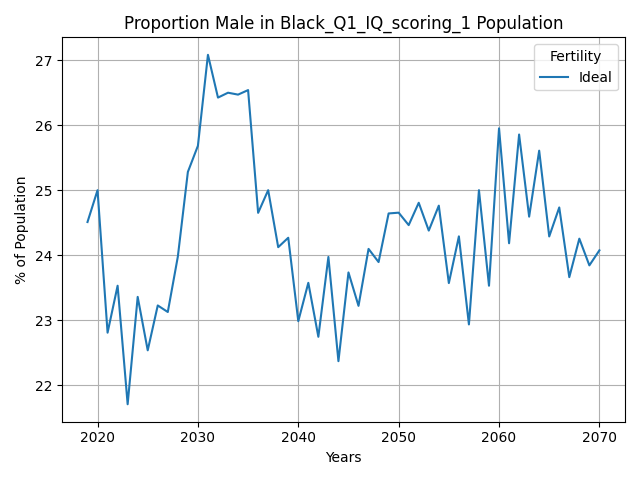 Proportion Male in Black_Q1_IQ_scoring_1 Population
Fertility
Ideal
% of Population
27
26
25
24
23
22
2020 2030 2040 2050 2060 2070
Years